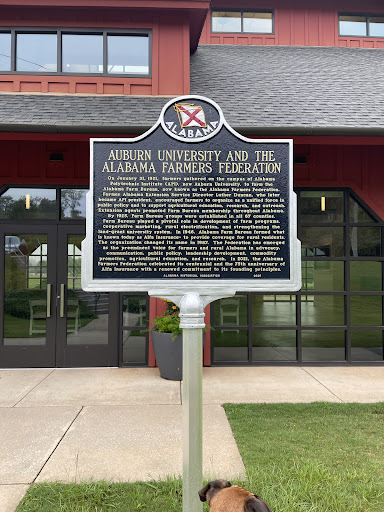 ALABAMA
AUBURN UNIVERSITY AND THE
ALABAMA FARMERS FEDERATION
On January 31, 1921, farmers gathered on the campus of Alabama
Polytechnic Institute (API), now Auburn University, to form the
Alabama Farm Bureau, now known as the Alabama Farmers Federation.
Former Alabama Extension Service Director Luther Duncan, who later
became API president, encouraged farmers to organize as a unified force in
public policy and to support agricultural education, research, and outreach.
Extension agents promoted Farm Bureau membership throughout Alabama.
By 1928, Farm Bureau groups were established in all 67 counties.
Farm Bureau played a pivotal role in development of farm programs,
cooperative marketing, rural electrification, and strengthening the
land-grant university system. In 1946, Alabama Farm Bureau formed what
is known today as Alfa Insurance to provide coverage for rural residents.
The organization changed its name in 1987. The Federation has emerged
as the preeminent voice for farmers and rural Alabama in advocacy,
communication, public policy, leadership development, commodity
promotion, agricultural education and research. In 2021, the Alabama
Farmers Federation celebrated its centennial and the 75th anniversary of
Alfa Insurance with a renewed commitment to its founding principles.
ALABAMA HISTORICAL ASSOCIATION